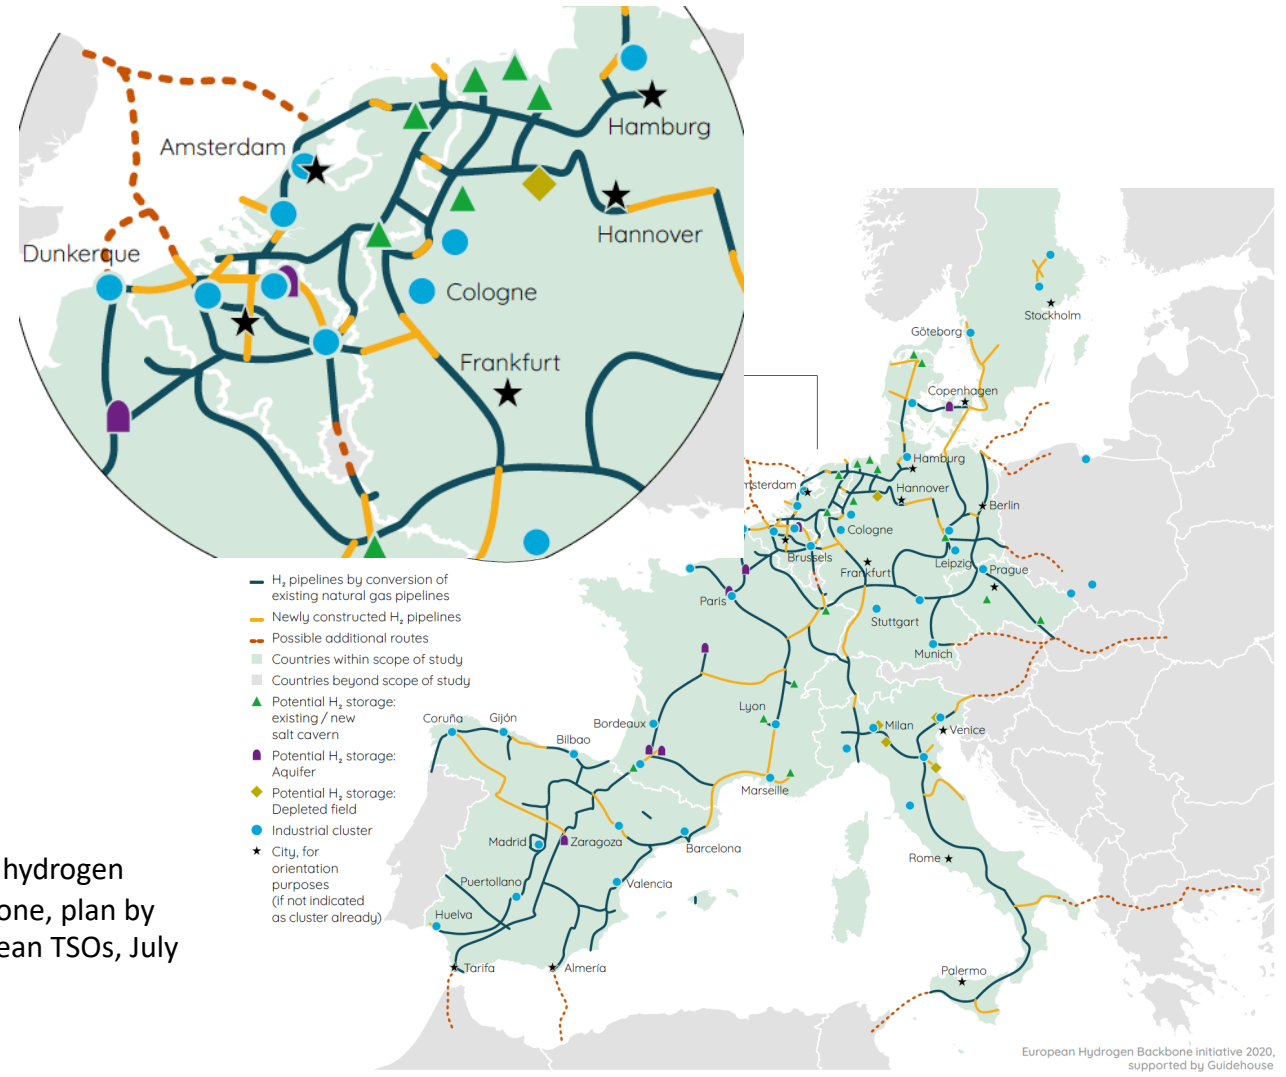 Amsterdam
Hamburg
Dunkerque
Hannover
Cologne
Frankfurt
Stockholm
Göteborg
Copenhagen
Hamburg
msterdam
Hannover
Berlin
Cologne
Brussels
Leipzig
Prague
Frankfurt
Paris
Stuttgart
Munich
H₂ pipelines by conversion of
existing natural gas pipelines
Newly constructed H₂ pipelines
Possible additional routes
Countries within scope of study
Countries beyond scope of study
Potential H₂ storage:
existing / new
salt cavern
Potential H₂ storage:
Aquifer
Potential H₂ storage:
Depleted field
Industrial cluster
City, for
orientation
purposes
(if not indicated
as cluster already)
Coruña
Gijón
Bilbao
Bordeaux
Lyon
Milan
Venice
Marseille
Madrid
Zaragoza
Barcelona
Puertollano
Valencia
Huelva
Rome
Tarifa
Almería
Palermo
hydrogen
one, plan by
ean TSOs, July
European Hydrogen Backbone initiative 2020,
supported by Guidehouse